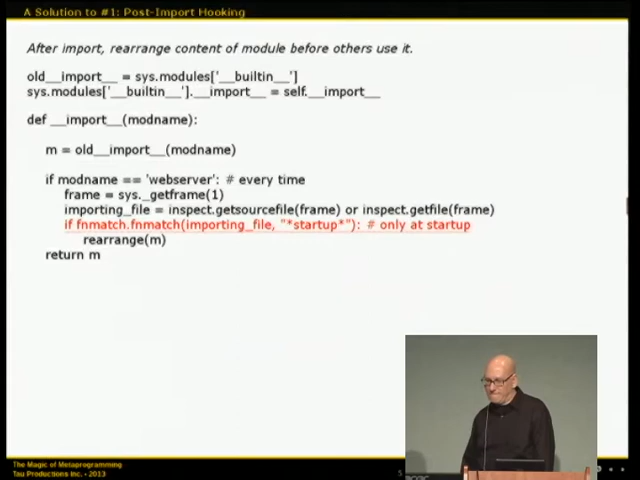 A Solution to #1: Post-Import Hooking
After import, rearrange content of module before others use it.
old__import__ = sys.modules['__builtin__']
sys.modules['__builtin__'].__import__ = self.__import__
def __import__(modname):
m = old__import__(modname)
if modname == 'webserver': # every time
frame = sys._getframe(1)
importing_file = inspect.getsourcefile(frame) or inspect.getfile(frame)
if fnmatch.fnmatch(importing_file, "*startup*"): # only at startup
rearrange(m)
return m
The Magic of Metaprogramming
Tau Productions Inc. • 2013
5